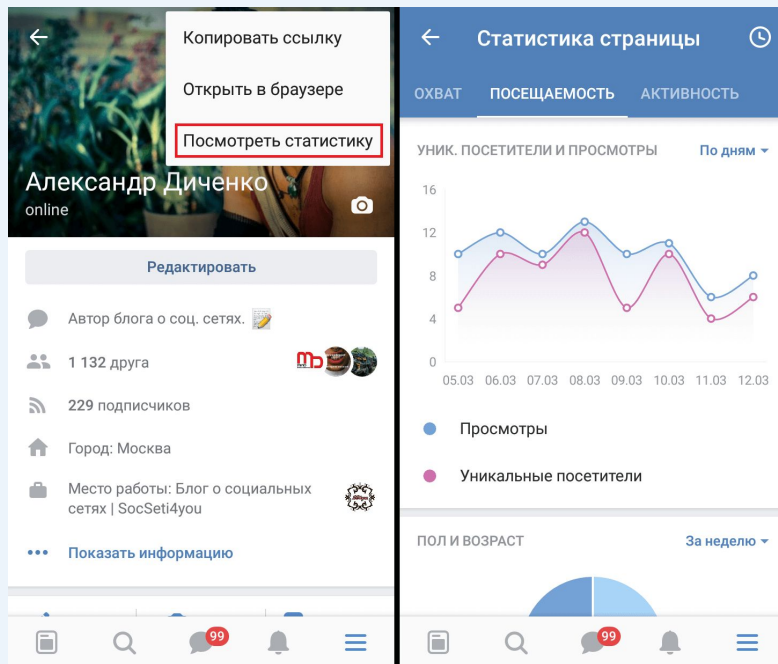 Копировать ссылку
Открыть в браузере
Посмотреть статистику
Александр Диченко
online
Редактировать
Автор блога о соц. сетях.
1 132 друга
229 подписчиков
Город: Москва
Место работы: Блог о социальных
сетях | SocSeti4you
Показать информацию
99
Статистика страницы
ОХВАТ ПОСЕЩАЕМОСТЬ АКТИВНОСТЬ
УНИК. ПОСЕТИТЕЛИ И ПРОСМОТРЫ По дням
16
12
8
4
0
05.03 06.03 07.03 08.03 09.03 10.03 11.03 12.03
Просмотры
Уникальные посетители
ПОЛ И ВОЗРАСТ За неделю
99